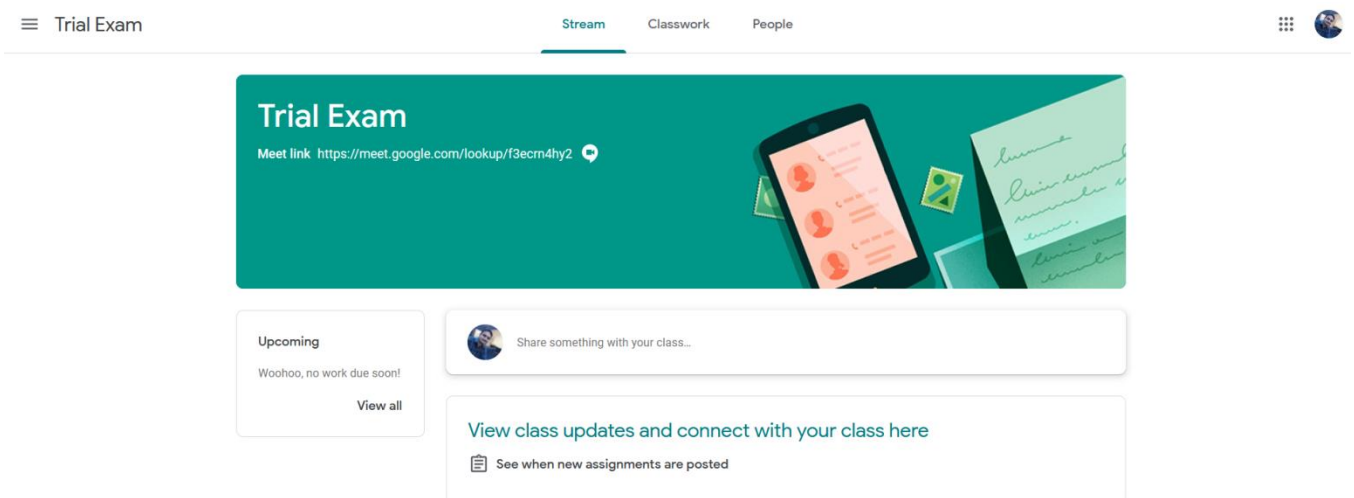 Trial Exam
Stream Classwork People
Trial Exam
Meet link https://meet.google.com/lookup/f3ecm4hy2
Upcoming
Woohoo, no work due soon!
View all
Share something with your class...
View class updates and connect with your class here
See when new assignments are posted